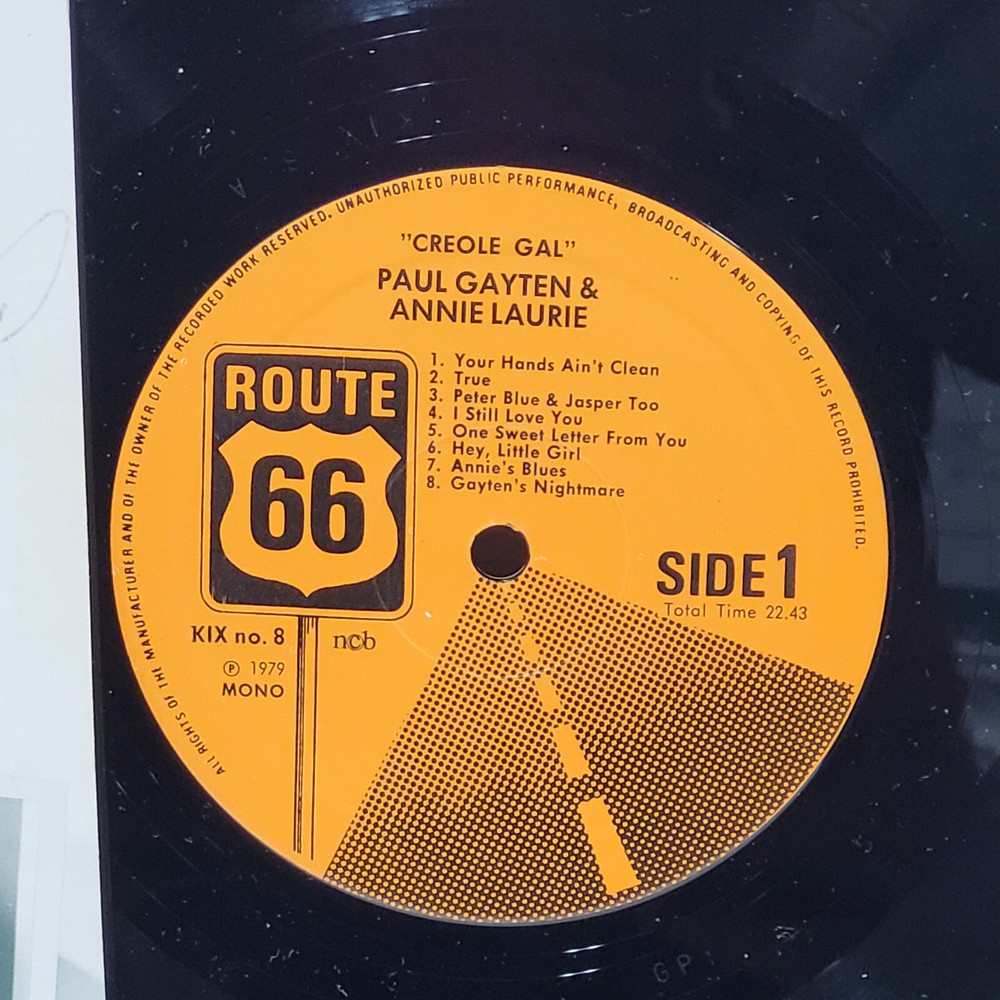 ALL RIGHTS OF THE MANUFACTURER AND OF THE OWNER OF THE RECORDED WORK RESERVED. UNAUTHORIZED PUBLIC PERFORMANCE, BROADCASTING AND COPYING OF THIS RECORD PROHIBITED.
"CREOLE GAL"
PAUL GAYTEN &
ANNIE LAURIE
1. Your Hands Ain't Clean
2. True
3. Peter Blue & Jasper Too
4. I Still Love You
5. One Sweet Letter From You
6. Hey, Little Girl
7. Annie's Blues
8. Gayten's Nightmare
ROUTE
66
SIDE 1
Total Time 22.43
KIX no. 8
ncb
℗ 1979
MONO